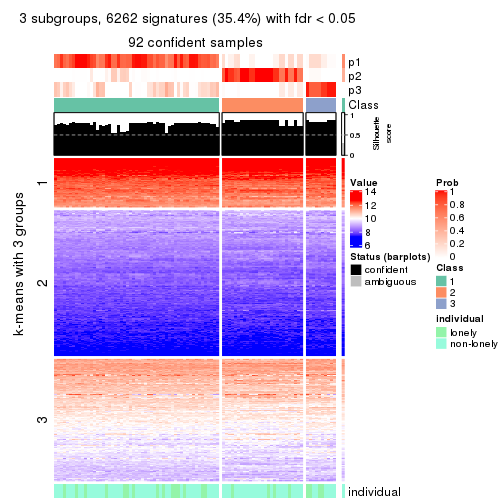 3 subgroups, 6262 signatures (35.4%) with fdr < 0.05
92 confident samples
p1
p2
p3
Class
1
0.5
0
Silhouette
score
k-means with 3 groups
1
2
3
individual
Value
14
12
10
8
6
Status (barplots)
confident
ambiguous
Prob
1
0.8
0.6
0.4
0.2
0
Class
1
2
3
individual
lonely
non-lonely